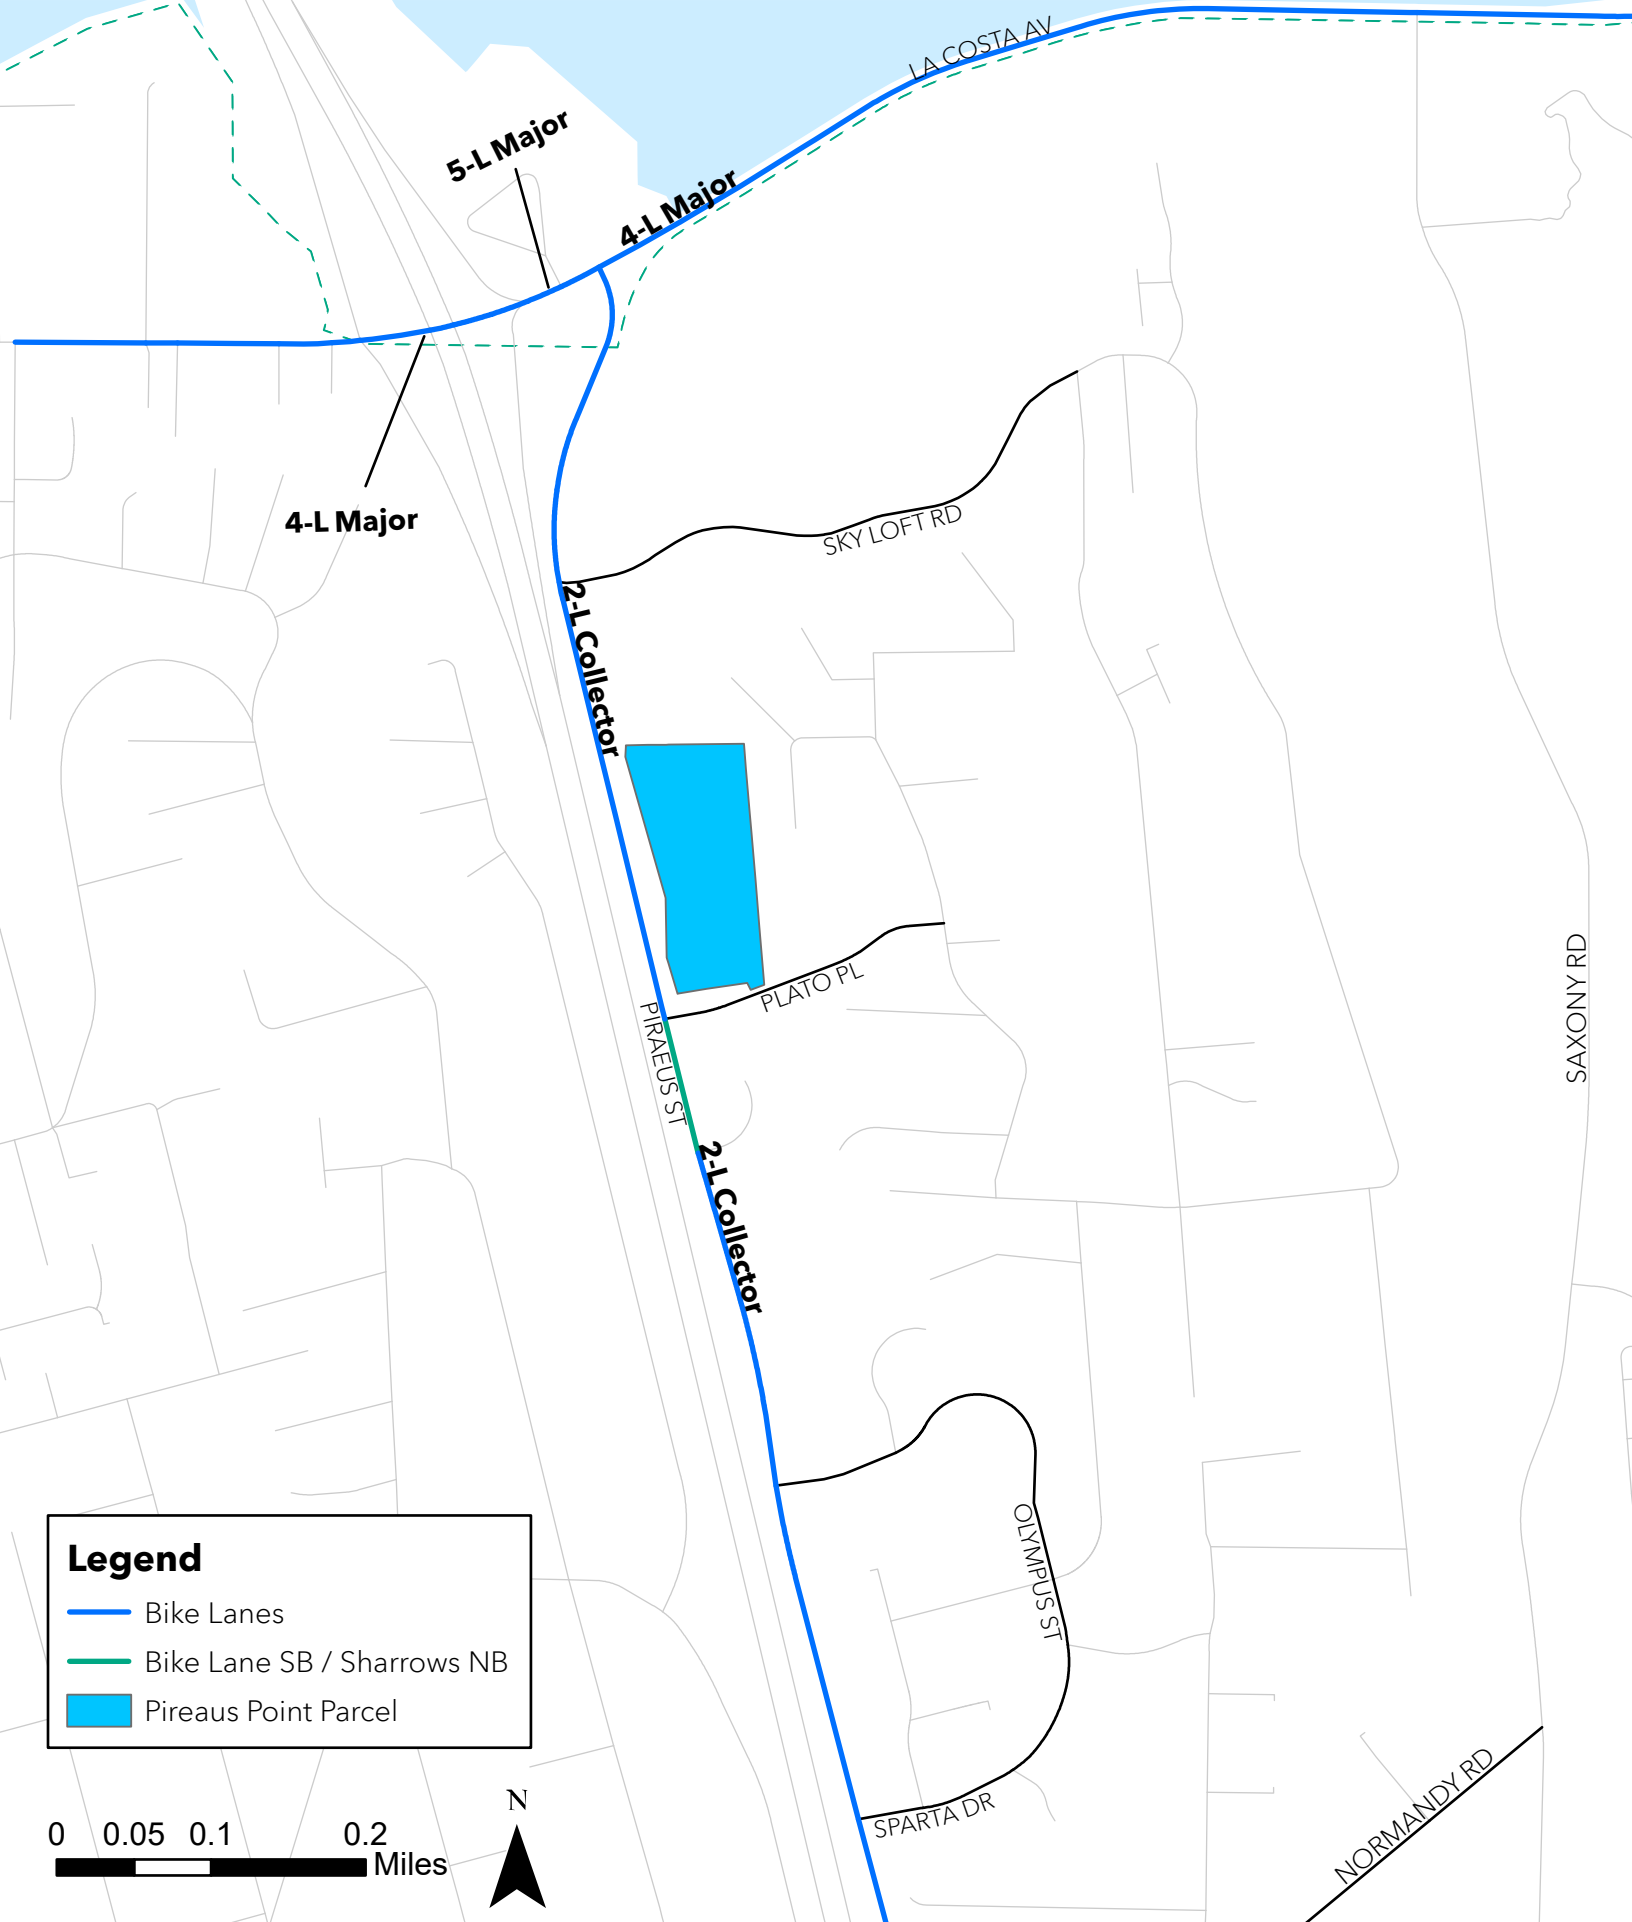 LA COSTA AV
5-L Major
4-L Major
4-L Major
SKY LOFT RD
2-L Collector
SAXONY RD
PLATO PL
PIRAEUS ST
2-L Collector
OLYMPUS ST
Legend
Bike Lanes
Bike Lane SB / Sharrows NB
Pireaus Point Parcel
NORMANDY RD
SPARTA DR
N
0 0.05 0.1 0.2
Miles